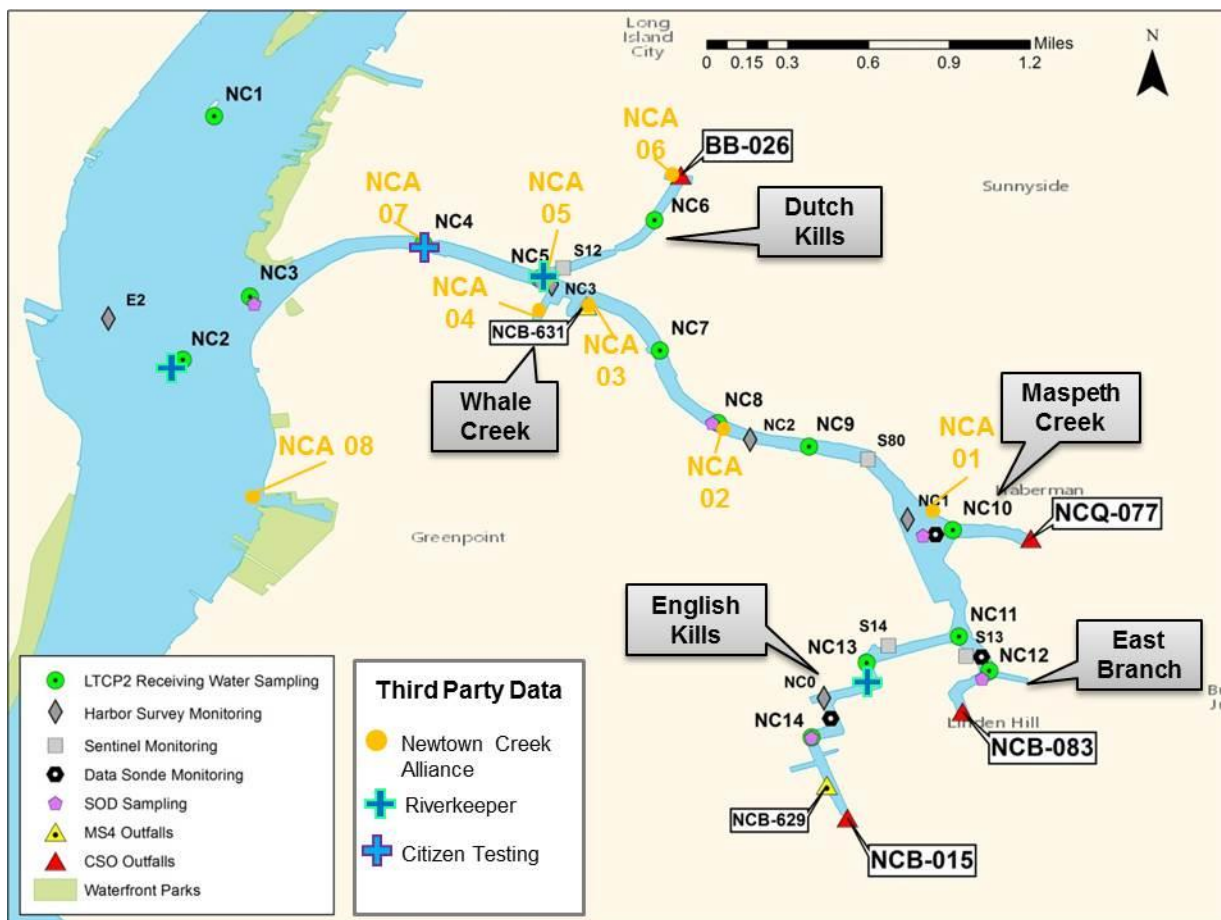 Long
Island
City
Miles
0 0.15 0.3 0.6 0.9 1.2
N
NC1
NCA
06
BB-026
Sunnyside
NCA
07
NC4
NCA
05
NC6
Dutch
Kills
NC5
S12
NC3
E2
NC2
NCA
04
NC3
NCB-631
NCA
03
NC7
Whale
Creek
NC8
NC2
NC9
S80
Maspeth
Creek
NCA
01
NCA 08
NCA
02
NC1
NC10
NCQ-077
Greenpoint
English
Kills
NC11
S14
S13
NC13
NC12
East
Branch
NC0
NC14
Linden Hill
NCB-083
NCB-629
NCB-015
LTCP2 Receiving Water Sampling
Harbor Survey Monitoring
Sentinel Monitoring
Data Sonde Monitoring
SOD Sampling
MS4 Outfalls
CSO Outfalls
Waterfront Parks
Third Party Data
Newtown Creek
Alliance
Riverkeeper
Citizen Testing